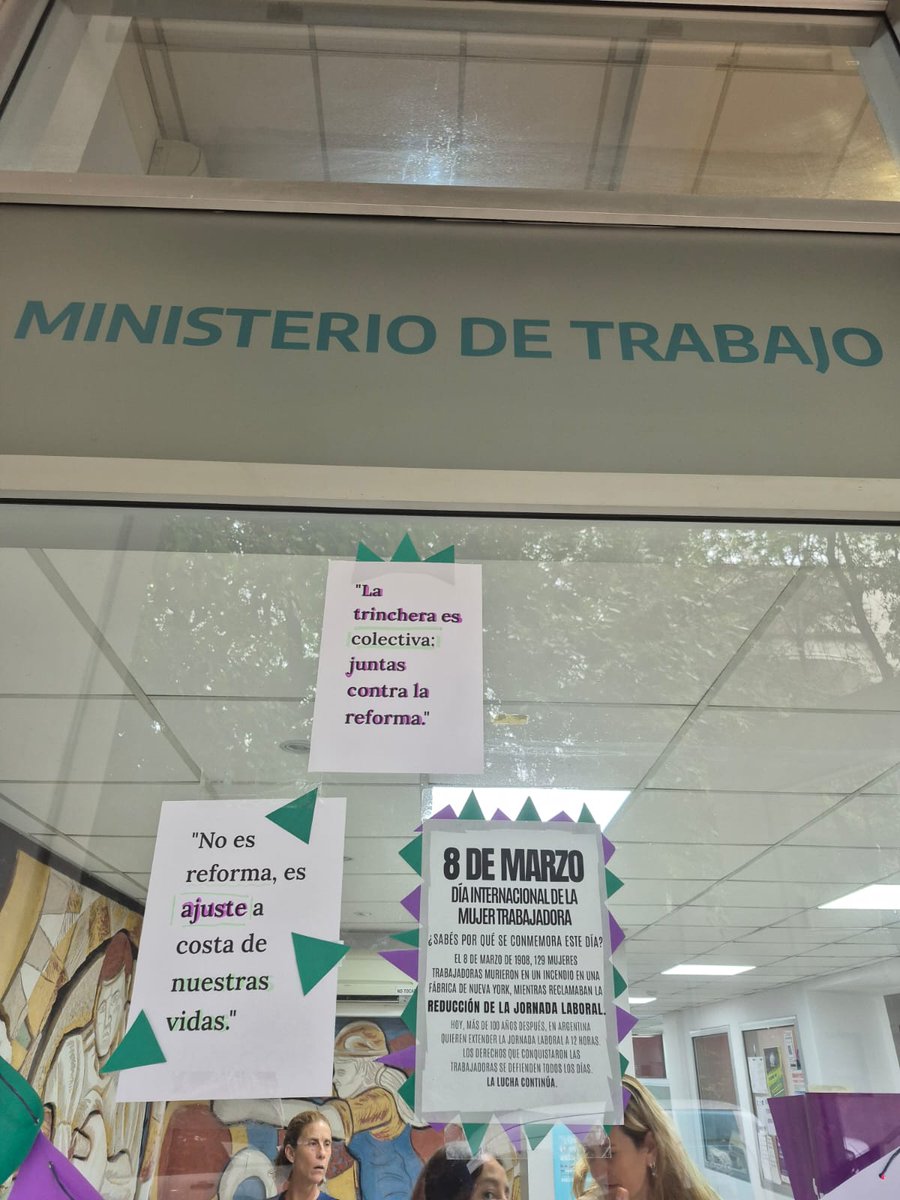 MINISTERIO DE TRABAJO
"La
trinchera es
colectiva:
juntas
contra la
reforma."
"No es
reforma, es
ajuste a
costa de
nuestras
vidas."
8 DE MARZO
DÍA INTERNACIONAL DE LA
MUJER TRABAJADORA
¿SABÉS POR QUÉ SE CONMEMORA ESTE DÍA?
EL 8 DE MARZO DE 1908, 129 MUJERES
TRABAJADORAS MURIERON EN UN INCENDIO EN UNA
FÁBRICA DE NUEVA YORK, MIENTRAS RECLAMABAN LA
REDUCCIÓN DE LA JORNADA LABORAL.
HOY, MÁS DE 100 AÑOS DESPUÉS, EN ARGENTINA
QUIEREN EXTENDER LA JORNADA LABORAL A 12 HORAS.
LOS DERECHOS QUE CONQUISTARON LAS
TRABAJADORAS SE DEFIENDEN TODOS LOS DÍAS.
LA LUCHA CONTINÚA.
NO TOCAR